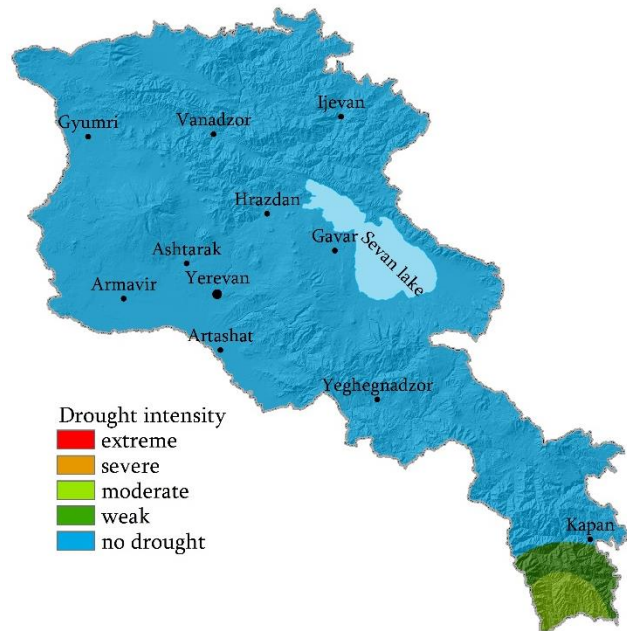 Ijevan
Gyumri
Vanadzor
Hrazdan
Gavar
Sevan lake
Ashtarak
Yerevan
Armavir
Artashat
Yeghegnadzor
Kapan
Drought intensity
extreme
severe
moderate
weak
no drought